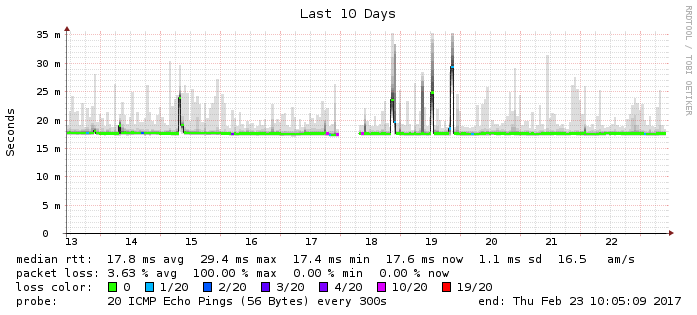 Last 10 Days
RRDTOOL / TOBI OETIKER
Seconds
35 m
30 m
25 m
20 m
15 m
10 m
5 m
0
13 14 15 16 17 18 19 20 21 22
median rtt: 17.8 ms avg 29.4 ms max 17.4 ms min 17.6 ms now 1.1 ms sd 16.5 am/s
packet loss: 3.63 % avg 100.00 % max 0.00 % min 0.00 % now
loss color: 0 1/20 2/20 3/20 4/20 10/20 19/20
probe: 20 ICMP Echo Pings (56 Bytes) every 300s end: Thu Feb 23 10:05:09 2017